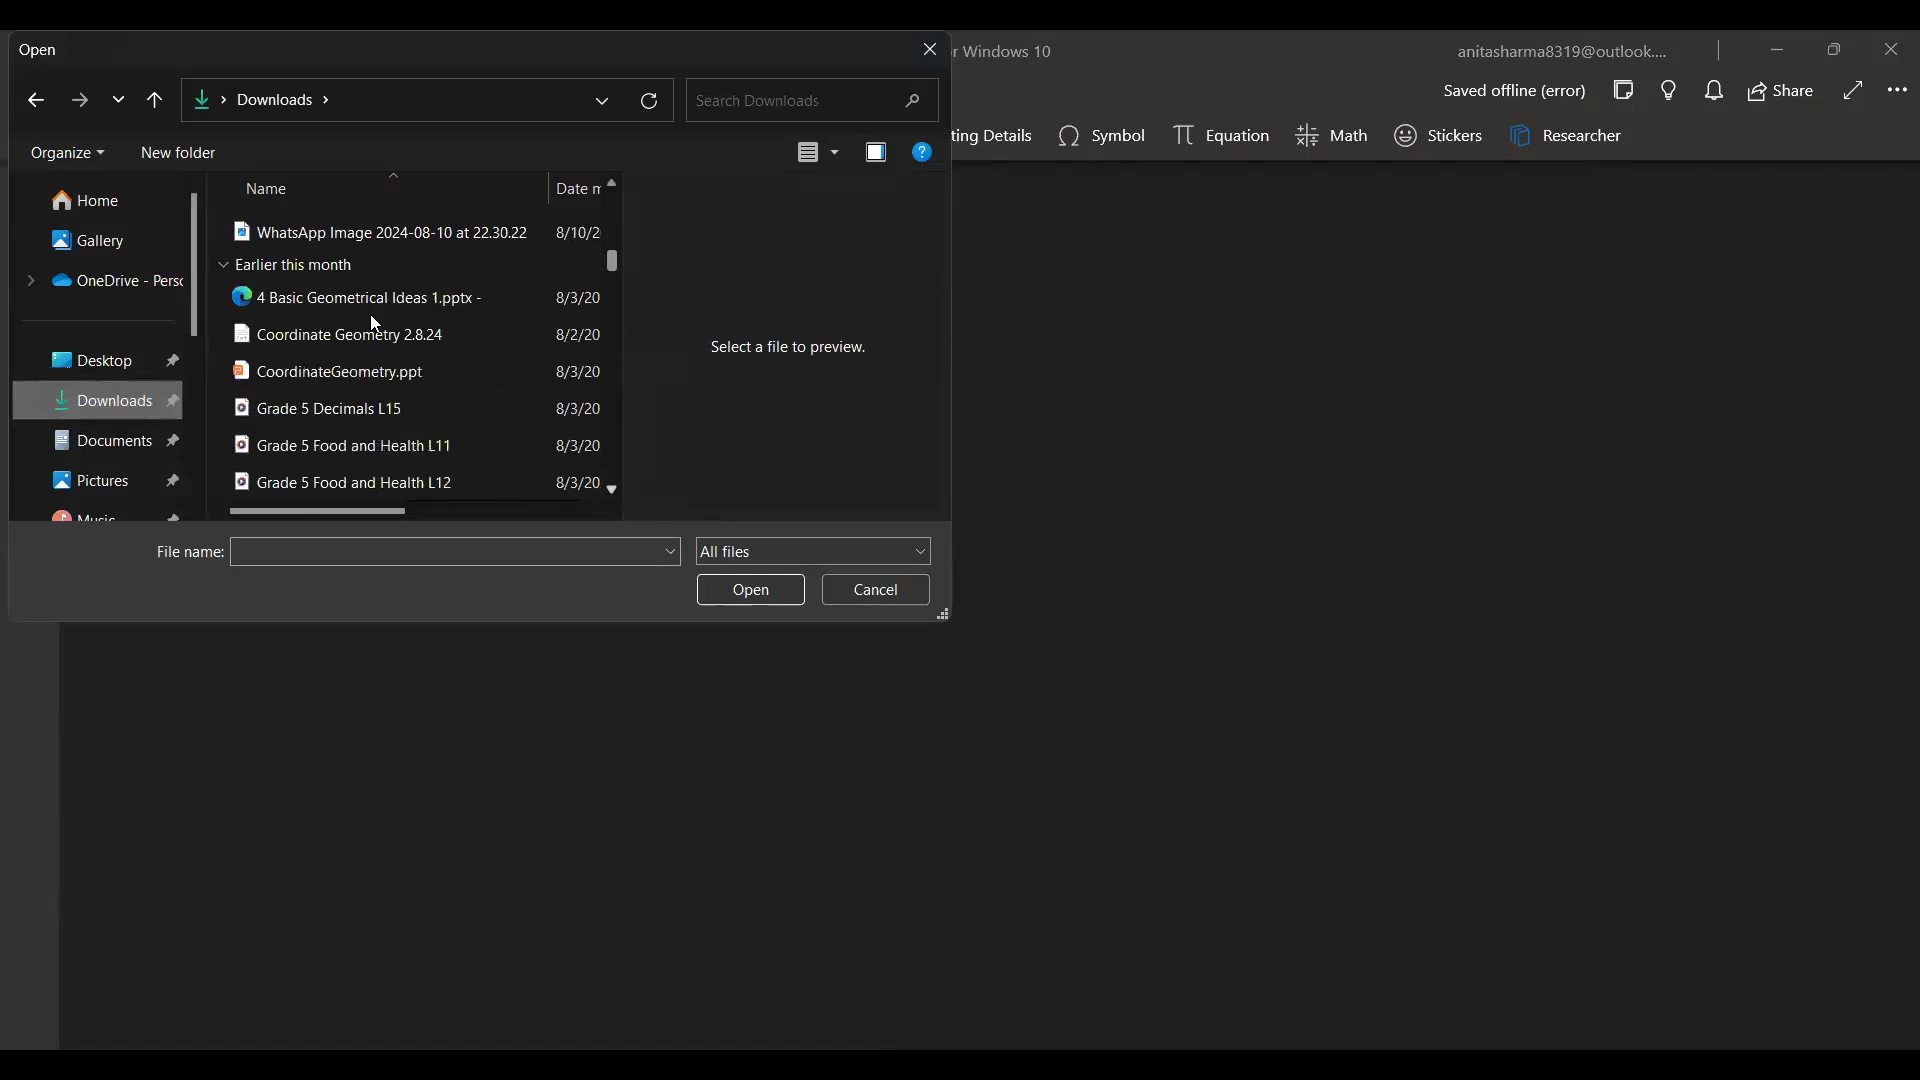 Open
or Windows 10
anitasharma8319@outlook....
Downloads
Search Downloads
Saved offline (error)
Share
Organize
New folder
ting Details
Symbol
Equation
Math
Stickers
Researcher
Name
Date m
Home
Gallery
OneDrive - Perso
Desktop
Downloads
Documents
Pictures
Music
WhatsApp Image 2024-08-10 at 22.30.22 8/10/2
Earlier this month
4 Basic Geometrical Ideas 1.pptx - 8/3/20
Coordinate Geometry 2.8.24 8/2/20
CoordinateGeometry.ppt 8/3/20
Grade 5 Decimals L15 8/3/20
Grade 5 Food and Health L11 8/3/20
Grade 5 Food and Health L12 8/3/20
Select a file to preview.
File name:
All files
Open
Cancel